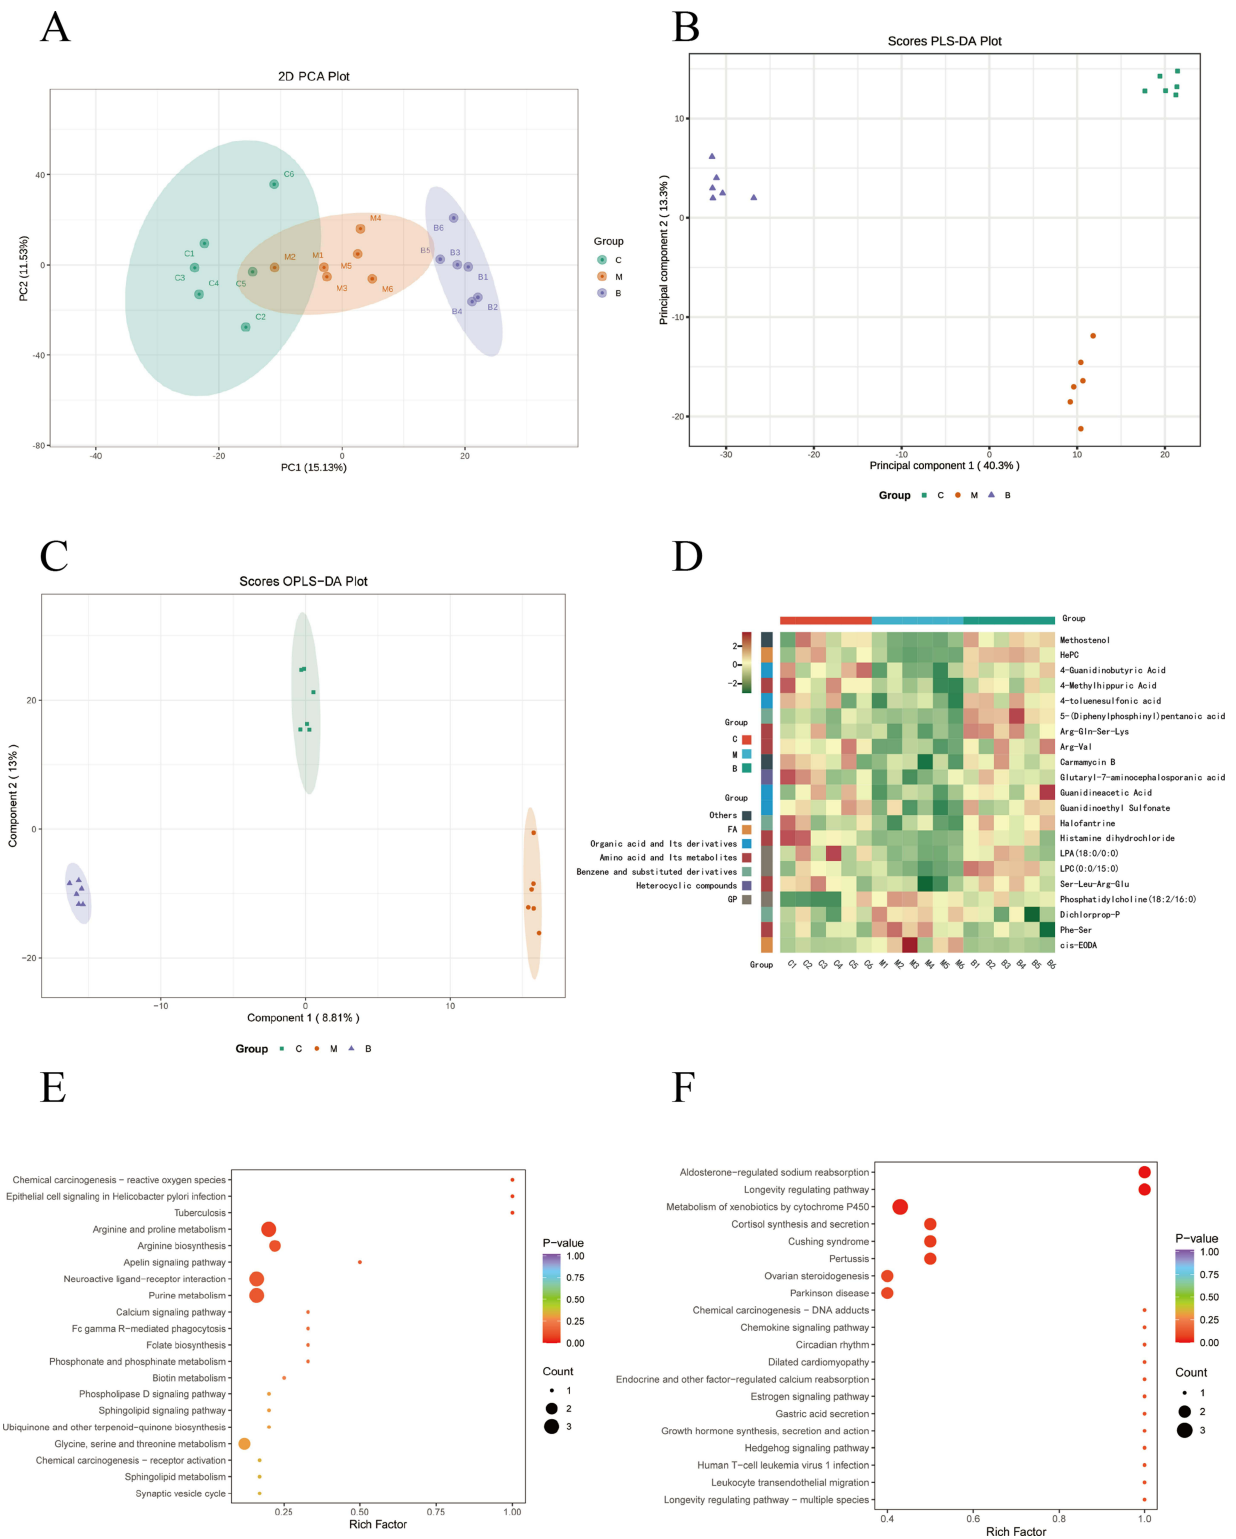 A
2D PCA Plot
PC2 (11.53%)
40
0
-40
-80
-40
-20
0
20
PC1 (15.13%)
C6
C1
C3
C4
C5
C2
M2
M1
M4
M5
M3
M6
B6
B5
B3
B1
B4
B2
Group
C
M
B
B
Scores PLS-DA Plot
Principal component 2 ( 13.3% )
10
0
-10
-20
-30
-20
-10
0
10
20
Principal component 1 ( 40.3% )
Group C M B
C
Scores OPLS-DA Plot
Component 2 ( 13% )
20
0
-20
-10
0
10
Component 1 ( 8.81% )
Group C M B
D
Group
2
0
-2
Group
C
M
B
Group
Others
FA
Organic acid and Its derivatives
Amino acid and Its metabolites
Benzene and substituted derivatives
Heterocyclic compounds
GP
Methostenol
HePC
4-Guanidinobutyric Acid
4-Methylhippuric Acid
4-toluenesulfonic acid
5-(Diphenylphosphinyl)pentanoic acid
Arg-Gln-Ser-Lys
Arg-Val
Carmamycin B
Glutaryl-7-aminocephalosporanic acid
Guanidineacetic Acid
Guanidinoethyl Sulfonate
Halofantrine
Histamine dihydrochloride
LPA(18:0/0:0)
LPC(0:0/15:0)
Ser-Leu-Arg-Glu
Phosphatidylcholine(18:2/16:0)
Dichlorprop-P
Phe-Ser
cis-EODA
Group C1 C2 C3 C4 C5 C6 M1 M2 M3 M4 M5 M6 B1 B2 B3 B4 B5 B6
E
Chemical carcinogenesis - reactive oxygen species
Epithelial cell signaling in Helicobacter pylori infection
Tuberculosis
Arginine and proline metabolism
Arginine biosynthesis
Apelin signaling pathway
Neuroactive ligand-receptor interaction
Purine metabolism
Calcium signaling pathway
Fc gamma R-mediated phagocytosis
Folate biosynthesis
Phosphonate and phosphinate metabolism
Biotin metabolism
Phospholipase D signaling pathway
Sphingolipid signaling pathway
Ubiquinone and other terpenoid-quinone biosynthesis
Glycine, serine and threonine metabolism
Chemical carcinogenesis - receptor activation
Sphingolipid metabolism
Synaptic vesicle cycle
0.25
0.50
0.75
1.00
Rich Factor
P-value
1.00
0.75
0.50
0.25
0.00
Count
1
2
3
F
Aldosterone-regulated sodium reabsorption
Longevity regulating pathway
Metabolism of xenobiotics by cytochrome P450
Cortisol synthesis and secretion
Cushing syndrome
Pertussis
Ovarian steroidogenesis
Parkinson disease
Chemical carcinogenesis - DNA adducts
Chemokine signaling pathway
Circadian rhythm
Dilated cardiomyopathy
Endocrine and other factor-regulated calcium reabsorption
Estrogen signaling pathway
Gastric acid secretion
Growth hormone synthesis, secretion and action
Hedgehog signaling pathway
Human T-cell leukemia virus 1 infection
Leukocyte transendothelial migration
Longevity regulating pathway - multiple species
0.4
0.6
0.8
1.0
Rich Factor
P-value
1.00
0.75
0.50
0.25
0.00
Count
1
2
3